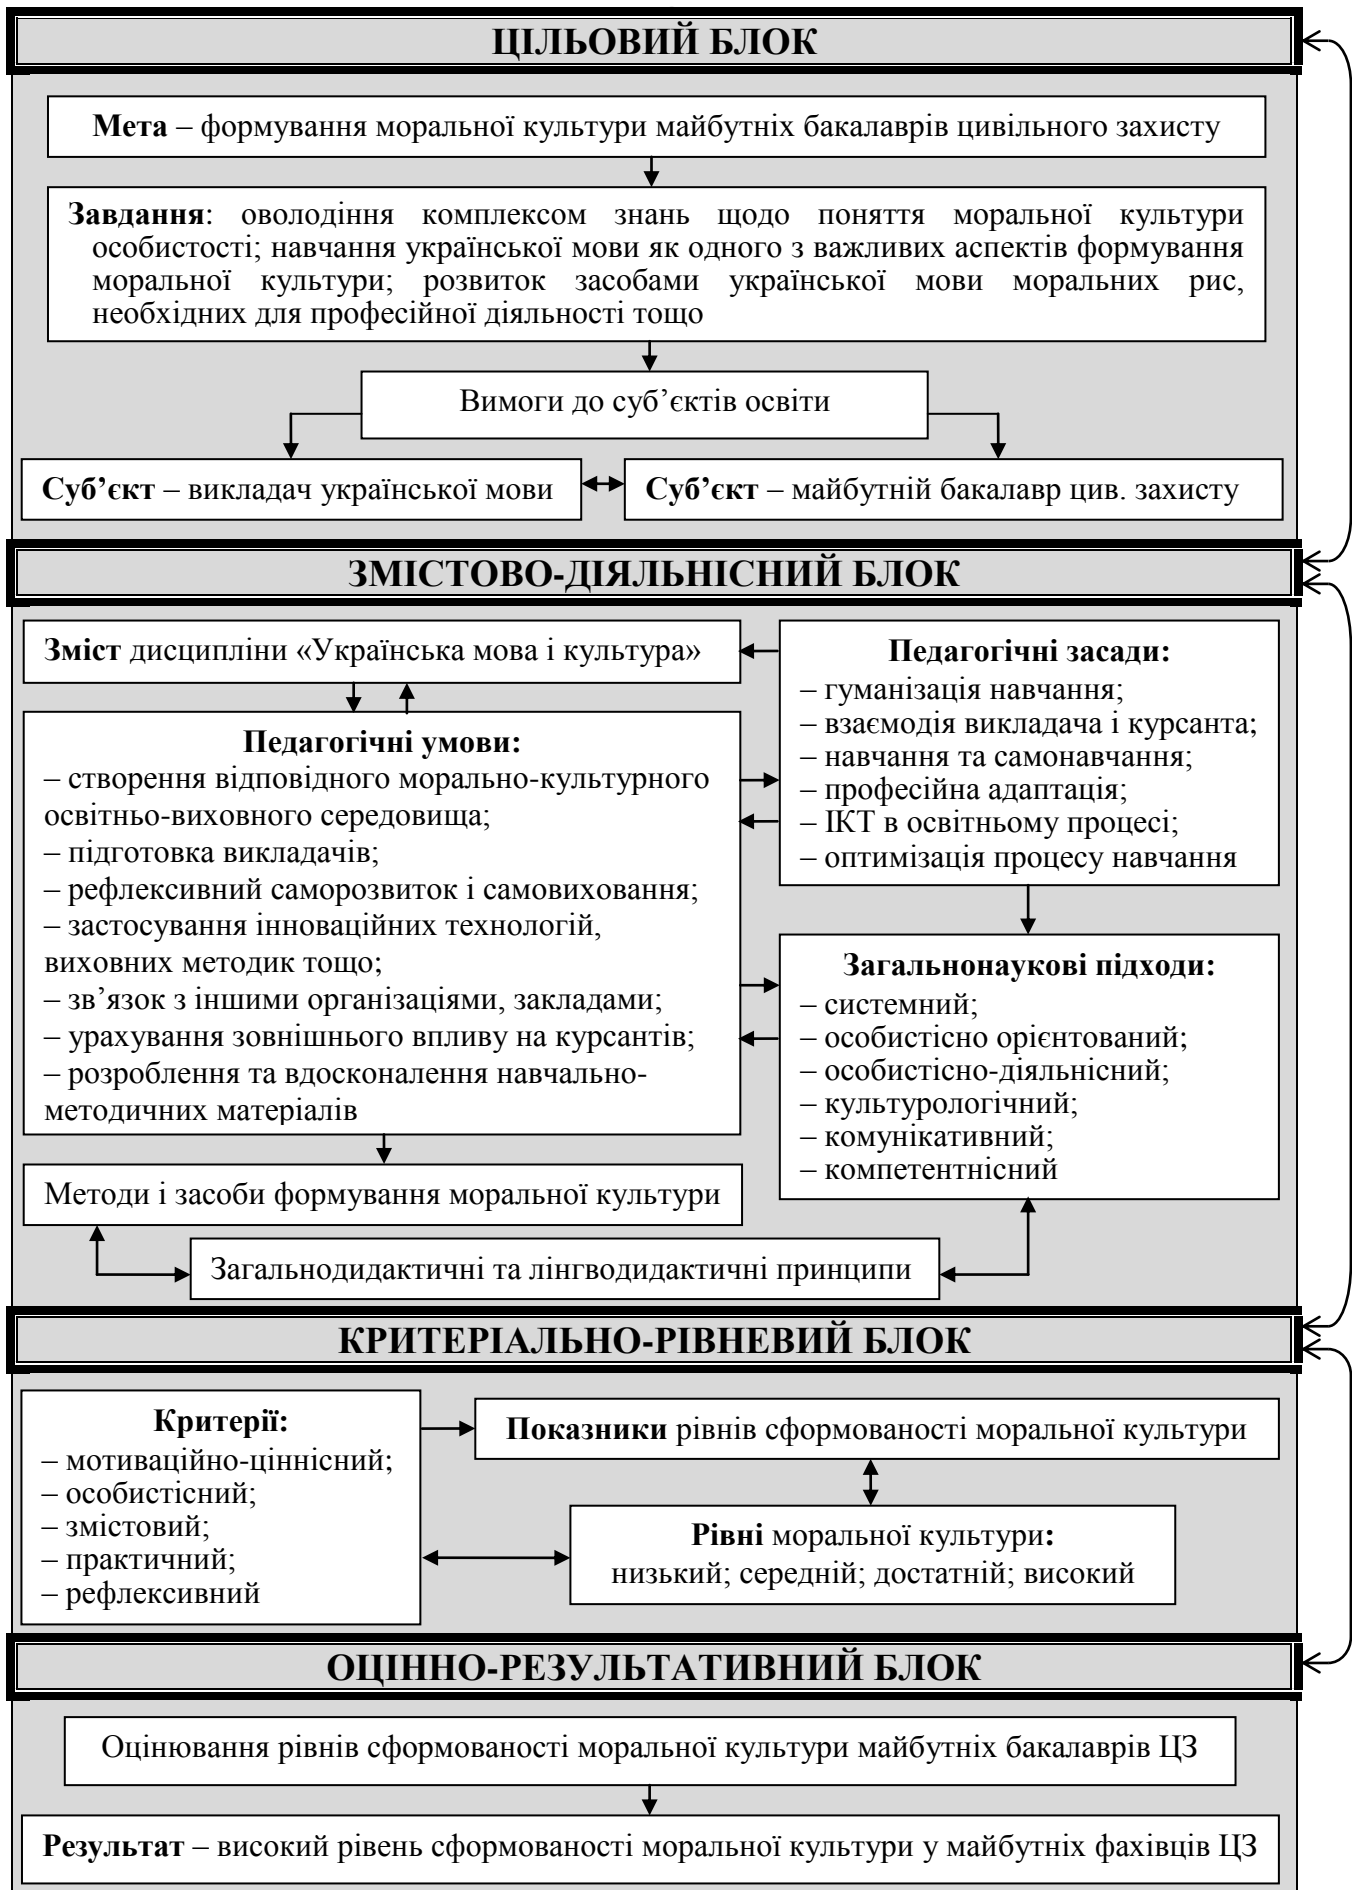 ЦІЛЬОВИЙ БЛОК
Мета – формування моральної культури майбутніх бакалаврів цивільного захисту
Завдання: оволодіння комплексом знань щодо поняття моральної культури
особистості; навчання української мови як одного з важливих аспектів формування
моральної культури; розвиток засобами української мови моральних рис,
необхідних для професійної діяльності тощо
Вимоги до суб’єктів освіти
Суб’єкт – викладач української мови
Суб’єкт – майбутній бакалавр цив. захисту
ЗМІСТОВО-ДІЯЛЬНІСНИЙ БЛОК
Зміст дисципліни «Українська мова і культура»
Педагогічні умови:
– створення відповідного морально-культурного
освітньо-виховного середовища;
– підготовка викладачів;
– рефлексивний саморозвиток і самовиховання;
– застосування інноваційних технологій,
виховних методик тощо;
– зв’язок з іншими організаціями, закладами;
– урахування зовнішнього впливу на курсантів;
– розроблення та вдосконалення навчально-
методичних матеріалів
Педагогічні засади:
– гуманізація навчання;
– взаємодія викладача і курсанта;
– навчання та самонавчання;
– професійна адаптація;
– ІКТ в освітньому процесі;
– оптимізація процесу навчання
Загальнонаукові підходи:
– системний;
– особистісно орієнтований;
– особистісно-діяльнісний;
– культурологічний;
– комунікативний;
– компетентнісний
Методи і засоби формування моральної культури
Загальнодидактичні та лінгводидактичні принципи
КРИТЕРІАЛЬНО-РІВНЕВИЙ БЛОК
Критерії:
– мотиваційно-ціннісний;
– особистісний;
– змістовий;
– практичний;
– рефлексивний
Показники рівнів сформованості моральної культури
Рівні моральної культури:
низький; середній; достатній; високий
ОЦІННО-РЕЗУЛЬТАТИВНИЙ БЛОК
Оцінювання рівнів сформованості моральної культури майбутніх бакалаврів ЦЗ
Результат – високий рівень сформованості моральної культури у майбутніх фахівців ЦЗ